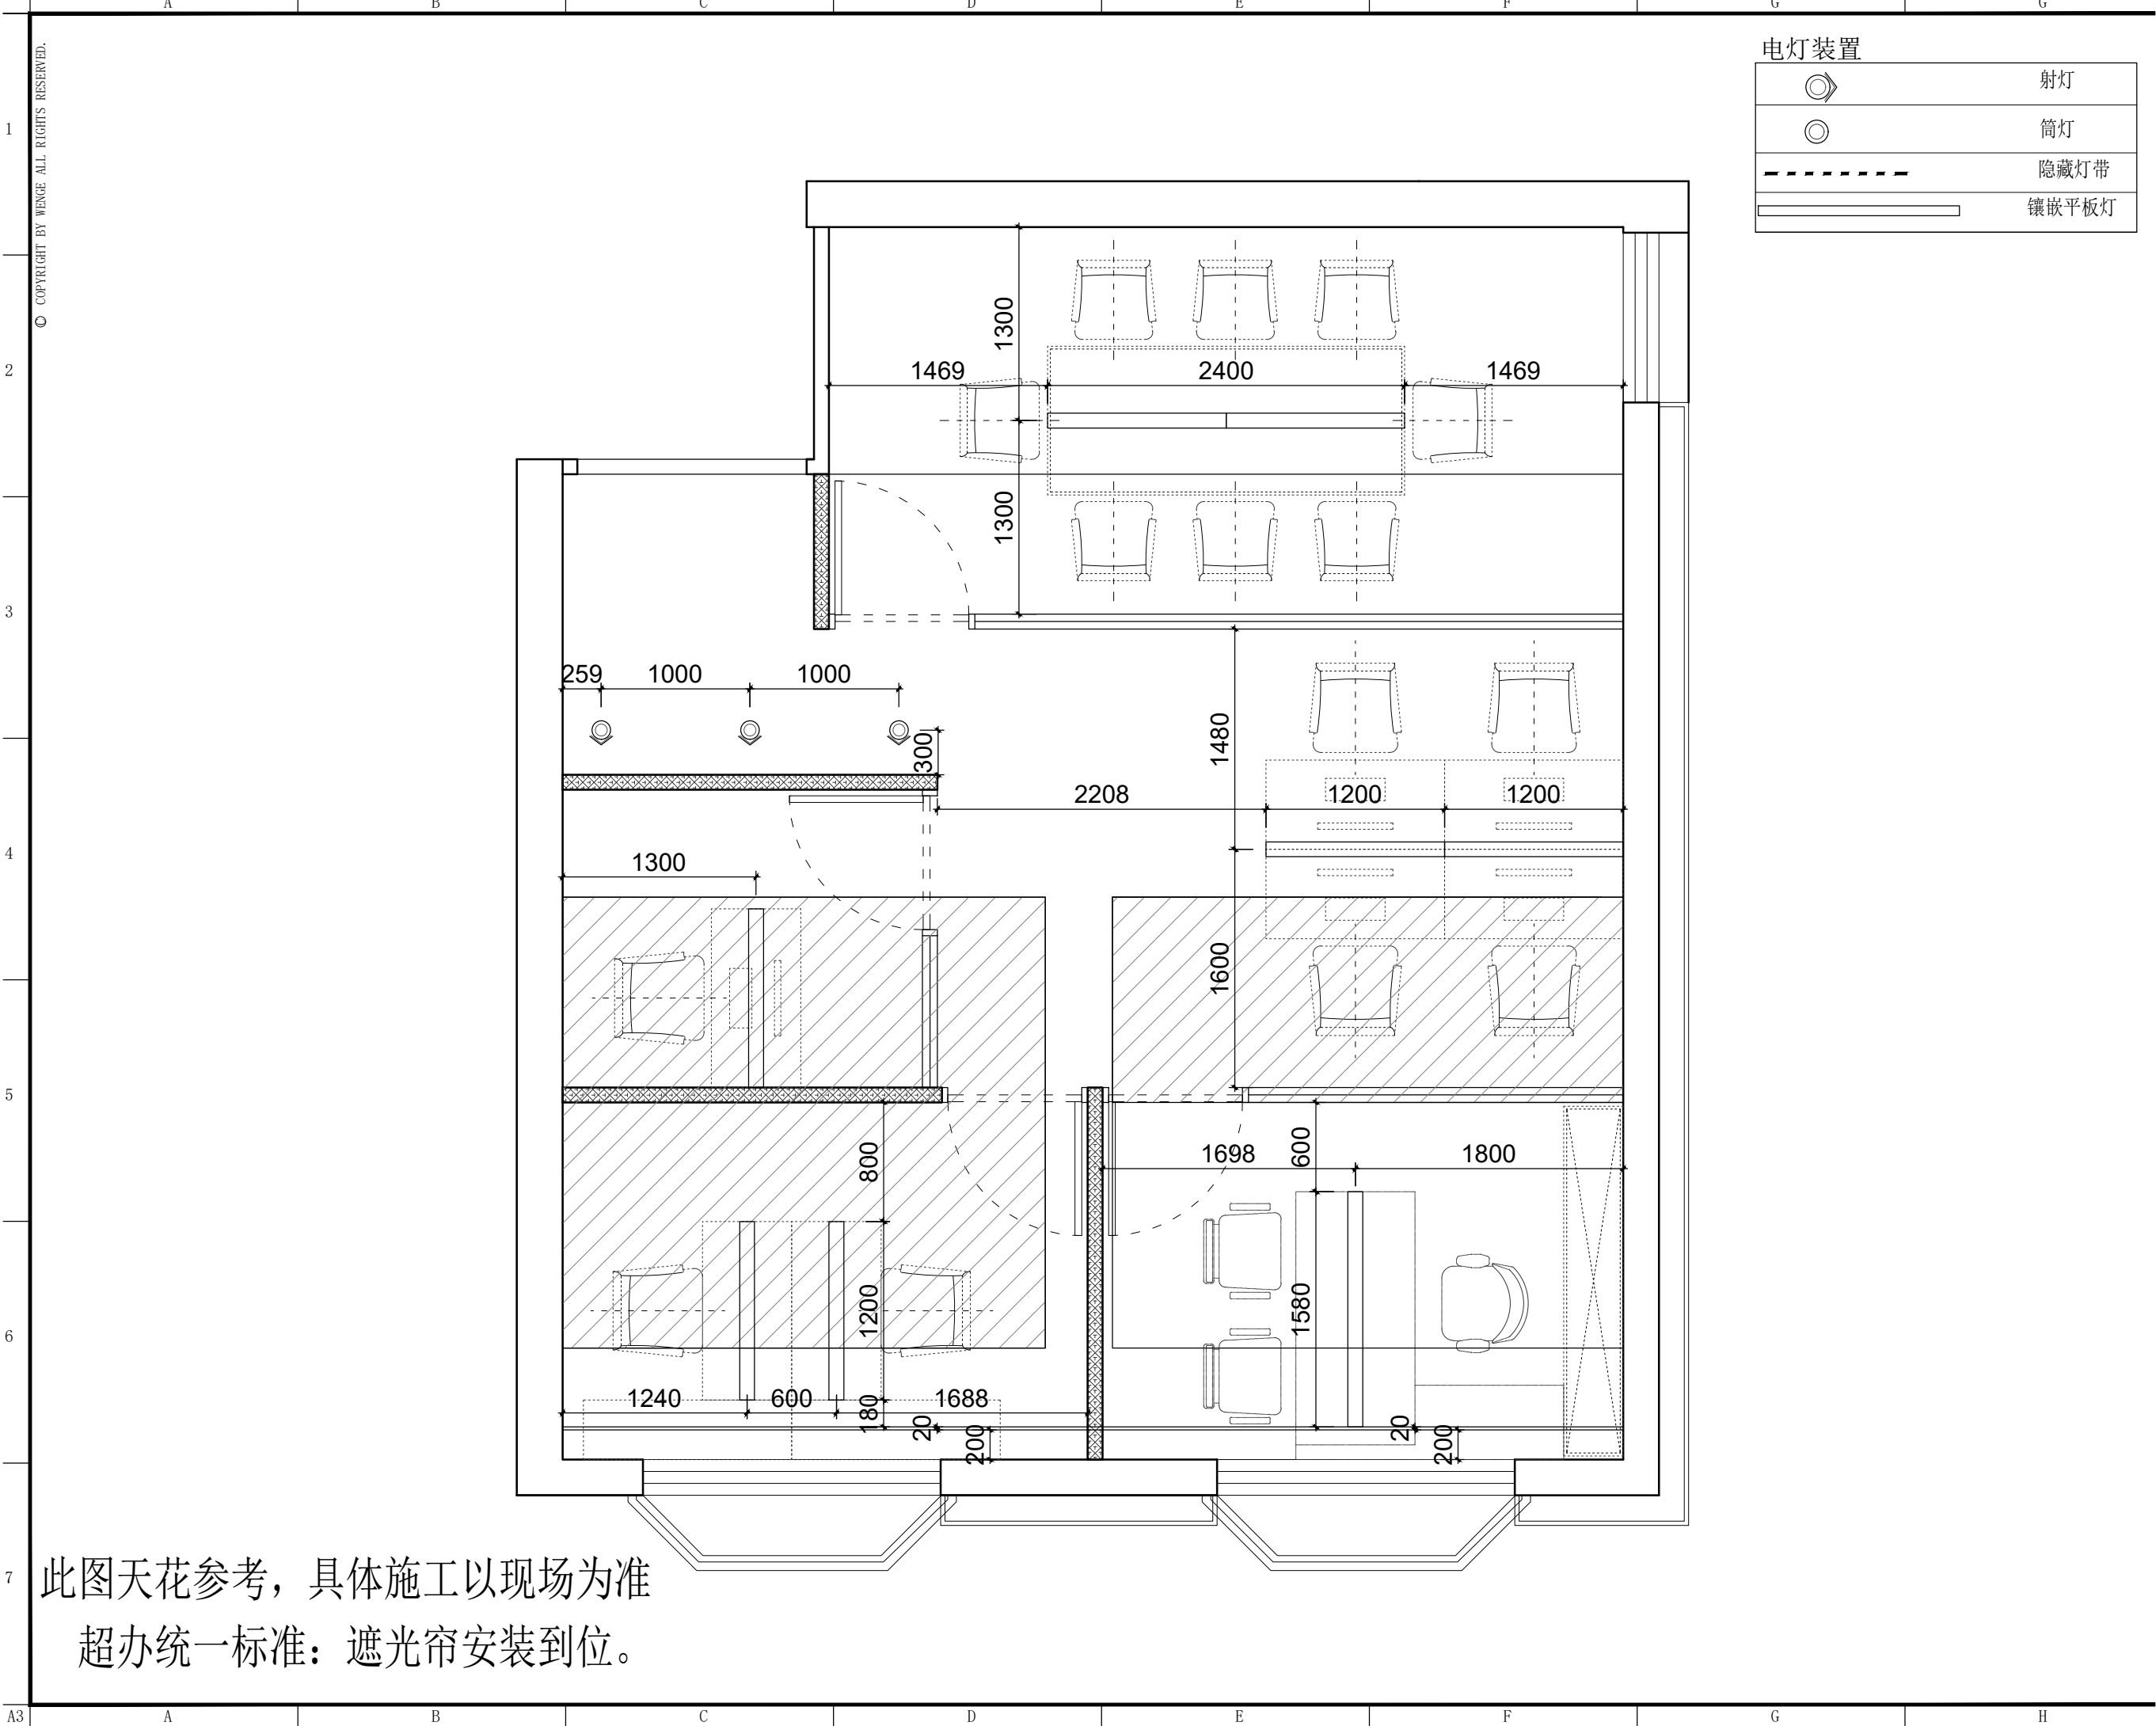 A B C D E F G G
© COPYRIGHT BY WENGE ALL RIGHTS RESERVED.
电灯装置
射灯
筒灯
隐藏灯带
镶嵌平板灯
1
2
3
4
5
6
7
1300
1469 2400 1469
1300
259 1000 1000
300
1480
2208 1200 1200
1300
1600
800
1698 600 1800
1200
1580
1240 600 1688
180
20
200
20
200
此图天花参考，具体施工以现场为准
超办统一标准：遮光帘安装到位。
A3 A B C D E F G H